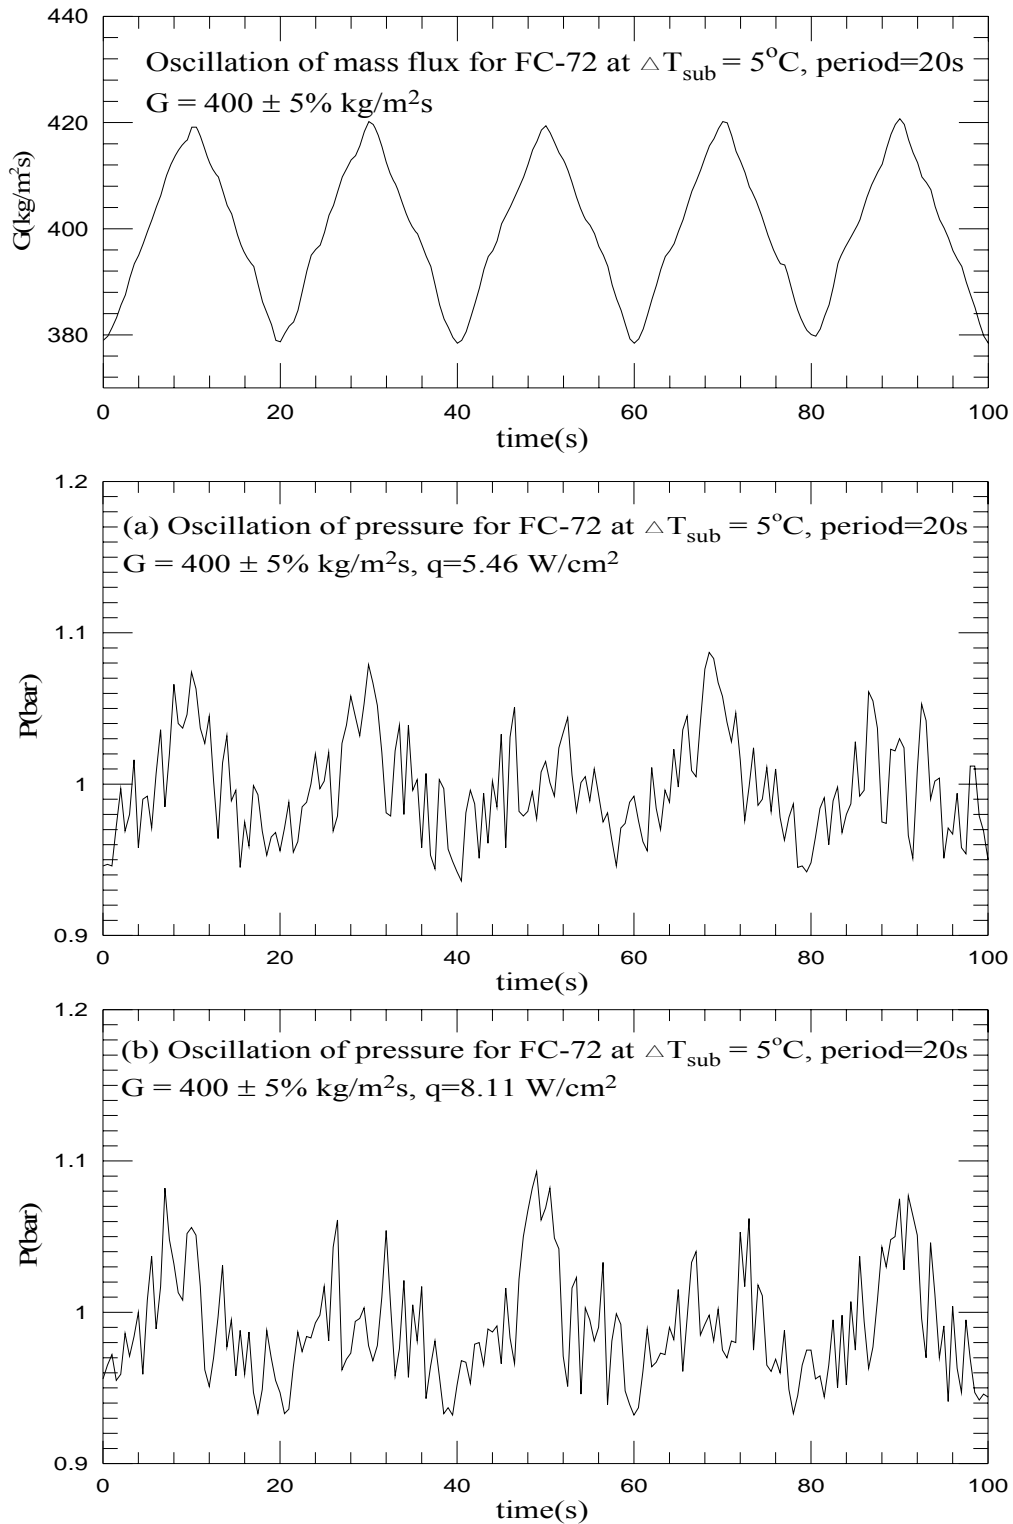 440
420
400
380
G(kg/m²s)
Oscillation of mass flux for FC-72 at △T_sub = 5°C, period=20s
G = 400 ± 5% kg/m²s
0 20 40 60 80 100
time(s)
1.2
1.1
1
0.9
P(bar)
(a) Oscillation of pressure for FC-72 at △T_sub = 5°C, period=20s
G = 400 ± 5% kg/m²s, q=5.46 W/cm²
0 20 40 60 80 100
time(s)
1.2
1.1
1
0.9
P(bar)
(b) Oscillation of pressure for FC-72 at △T_sub = 5°C, period=20s
G = 400 ± 5% kg/m²s, q=8.11 W/cm²
0 20 40 60 80 100
time(s)